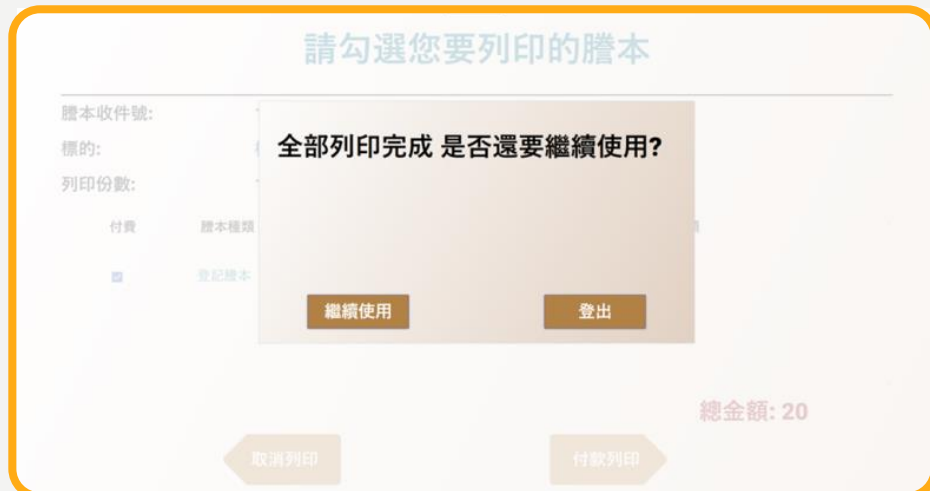 請勾選您要列印的謄本
謄本收件號:
標的:
全部列印完成 是否還要繼續使用?
列印份數:
付費 謄本種類
登記謄本
繼續使用 登出
總金額: 20
取消列印 付款列印